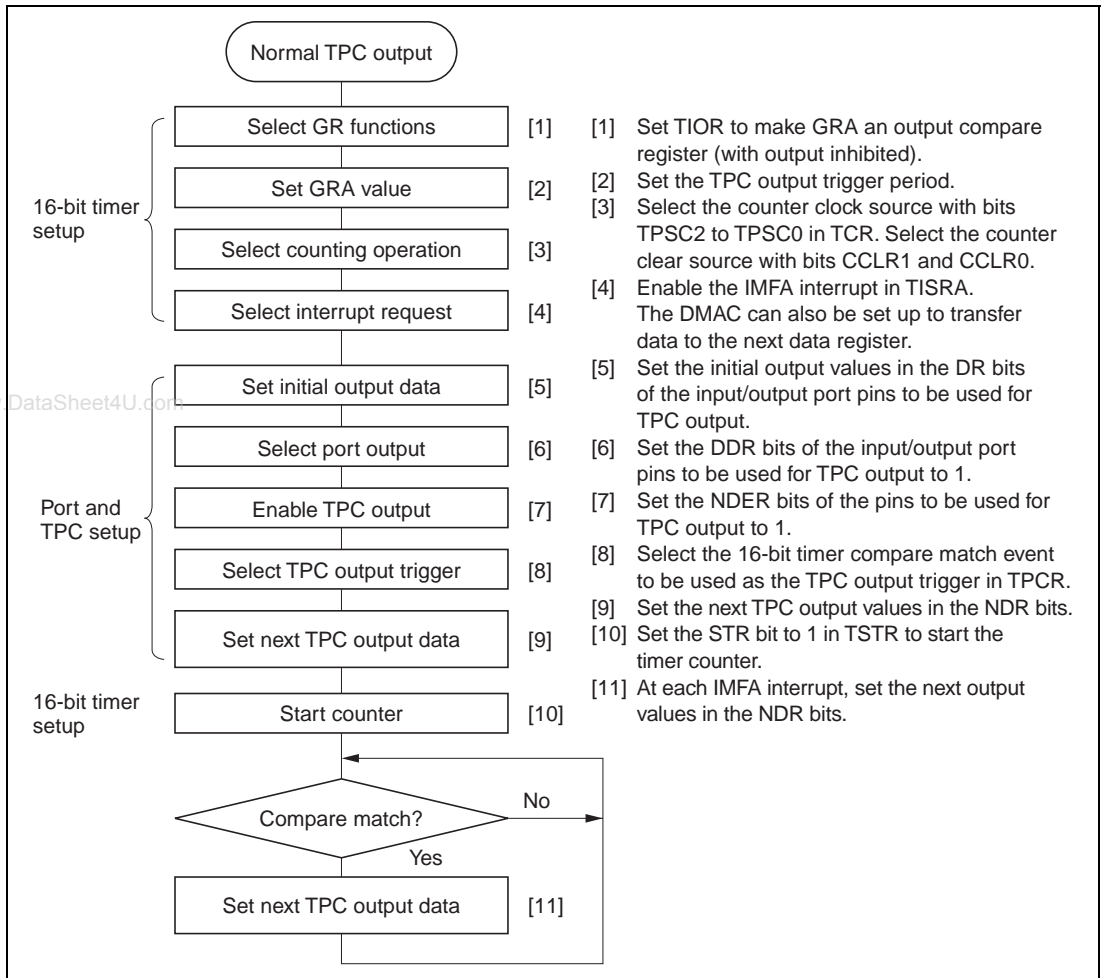 Normal TPC output
Select GR functions [1]
Set GRA value [2]
16-bit timer
setup
Select counting operation [3]
Select interrupt request [4]
Set initial output data [5]
Select port output [6]
Port and
TPC setup
Enable TPC output [7]
Select TPC output trigger [8]
Set next TPC output data [9]
16-bit timer
setup
Start counter [10]
Compare match?
No
Yes
Set next TPC output data [11]
[1] Set TIOR to make GRA an output compare
register (with output inhibited).
[2] Set the TPC output trigger period.
[3] Select the counter clock source with bits
TPSC2 to TPSC0 in TCR. Select the counter
clear source with bits CCLR1 and CCLR0.
[4] Enable the IMFA interrupt in TISRA.
The DMAC can also be set up to transfer
data to the next data register.
[5] Set the initial output values in the DR bits
of the input/output port pins to be used for
TPC output.
[6] Set the DDR bits of the input/output port
pins to be used for TPC output to 1.
[7] Set the NDER bits of the pins to be used for
TPC output to 1.
[8] Select the 16-bit timer compare match event
to be used as the TPC output trigger in TPCR.
[9] Set the next TPC output values in the NDR bits.
[10] Set the STR bit to 1 in TSTR to start the
timer counter.
[11] At each IMFA interrupt, set the next output
values in the NDR bits.
.DataSheet4U.com